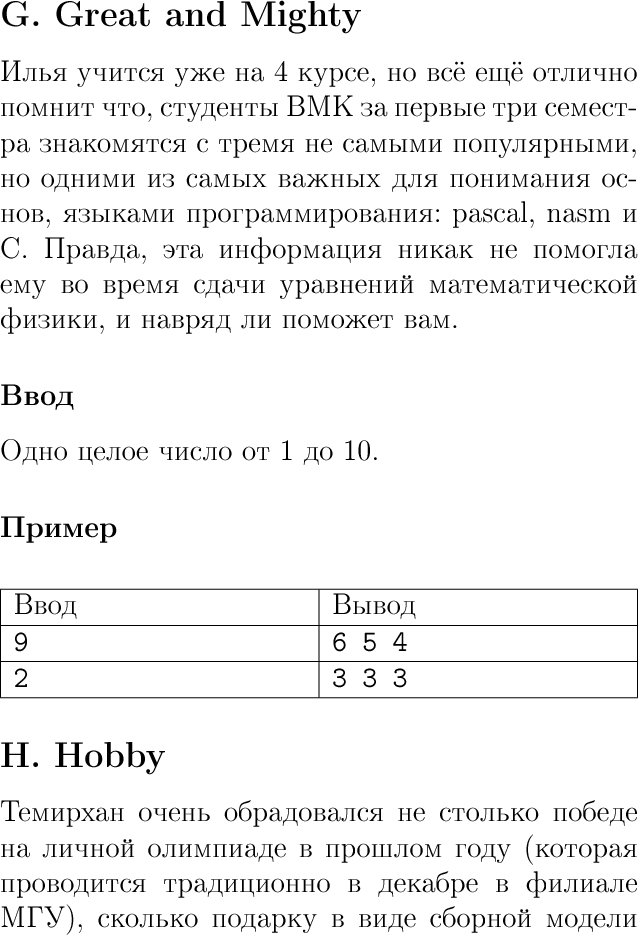 G. Great and Mighty
Илья учится уже на 4 курсе, но всё ещё отлично
помнит что, студенты ВМК за первые три семест-
ра знакомятся с тремя не самыми популярными,
но одними из самых важных для понимания ос-
нов, языками программирования: pascal, nasm и
C. Правда, эта информация никак не помогла
ему во время сдачи уравнений математической
физики, и навряд ли поможет вам.
Ввод
Одно целое число от 1 до 10.
Пример
Ввод Вывод
9 6 5 4
2 3 3 3
H. Hobby
Темирхан очень обрадовался не столько победе
на личной олимпиаде в прошлом году (которая
проводится традиционно в декабре в филиале
МГУ), сколько подарку в виде сборной модели